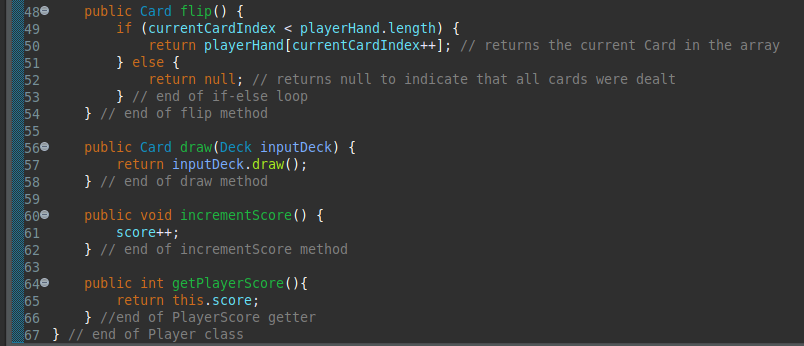 48 public Card flip() {
49 if (currentCardIndex < playerHand.length) {
50 return playerHand[currentCardIndex++]; // returns the current Card in the array
51 } else {
52 return null; // returns null to indicate that all cards were dealt
53 } // end of if-else loop
54 } // end of flip method
55
56 public Card draw(Deck inputDeck) {
57 return inputDeck.draw();
58 } // end of draw method
59
60 public void incrementScore() {
61 score++;
62 } // end of incrementScore method
63
64 public int getPlayerScore(){
65 return this.score;
66 } //end of PlayerScore getter
67 } // end of Player class